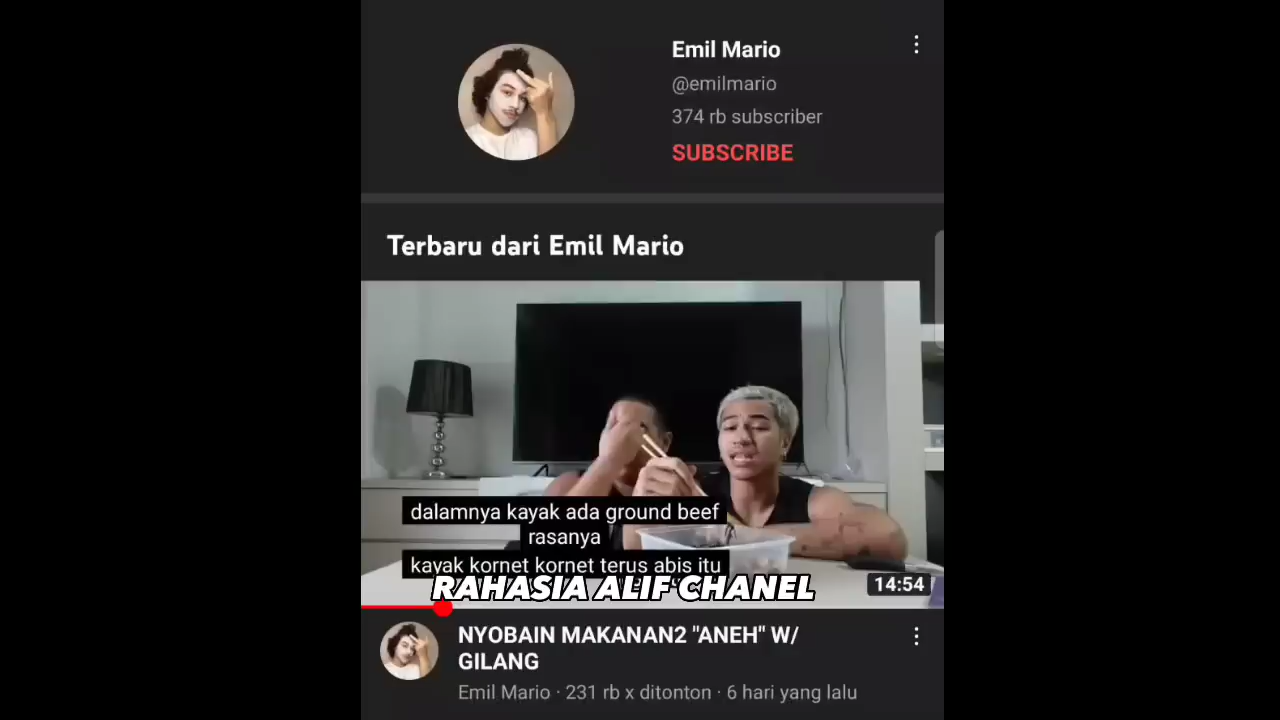 Emil Mario
@emilmario
374 rb subscriber
SUBSCRIBE
Terbaru dari Emil Mario
dalamnya kayak ada ground beef
rasanya
kayak kornet kornet terus abis itu
RAHASIA ALIF CHANEL
14:54
NYOBAIN MAKANAN2 "ANEH" W/
GILANG
Emil Mario · 231 rb x ditonton · 6 hari yang lalu